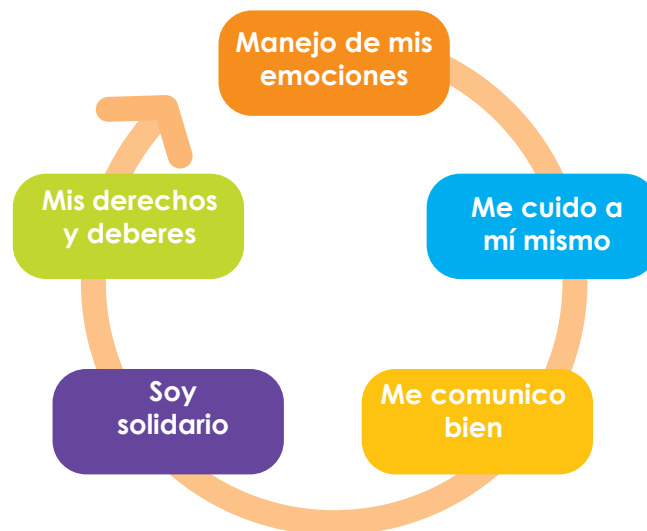 Manejo de mis
emociones
Me cuido a
mí mismo
Me comunico
bien
Soy
solidario
Mis derechos
y deberes